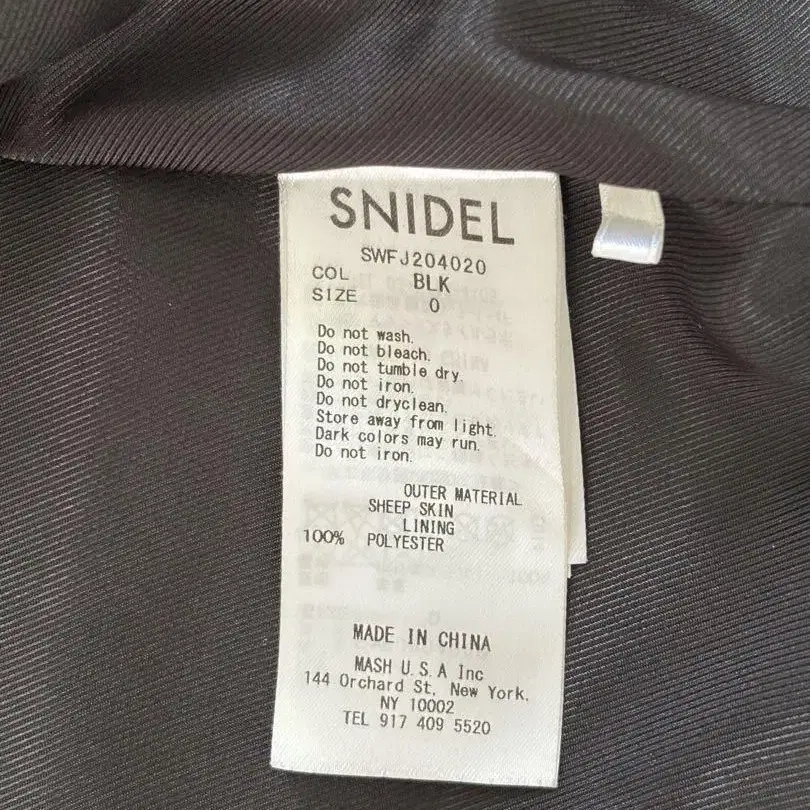 SNIDEL
SWFJ204020
COL BLK
SIZE 0
Do not wash.
Do not bleach.
Do not tumble dry.
Do not iron.
Do not dryclean.
Store away from light.
Dark colors may run.
Do not iron.
OUTER MATERIAL
SHEEP SKIN
LINING
100% POLYESTER
MADE IN CHINA
MASH U.S.A Inc
144 Orchard St, New York,
NY 10002
TEL 917 409 5520